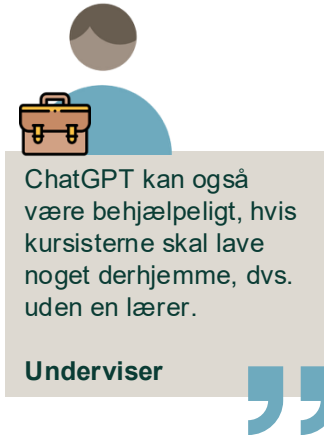 ChatGPT kan også
være behjælpeligt, hvis
kursisterne skal lave
noget derhjemme, dvs.
uden en lærer.
Underviser